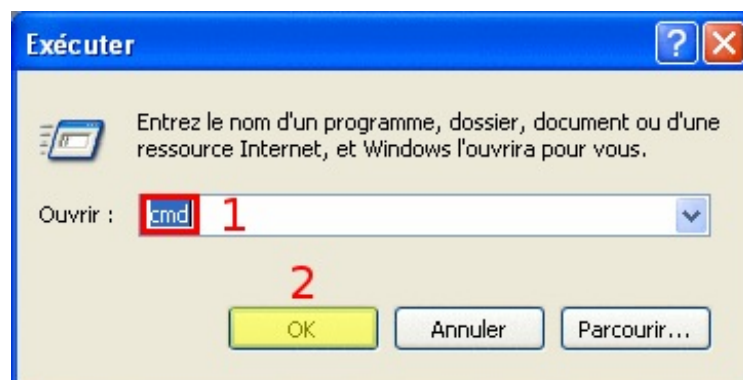 Exécuter
Entrez le nom d'un programme, dossier, document ou d'une
ressource Internet, et Windows l'ouvrira pour vous.
Ouvrir : cmd 1
2
OK Annuler Parcourir...